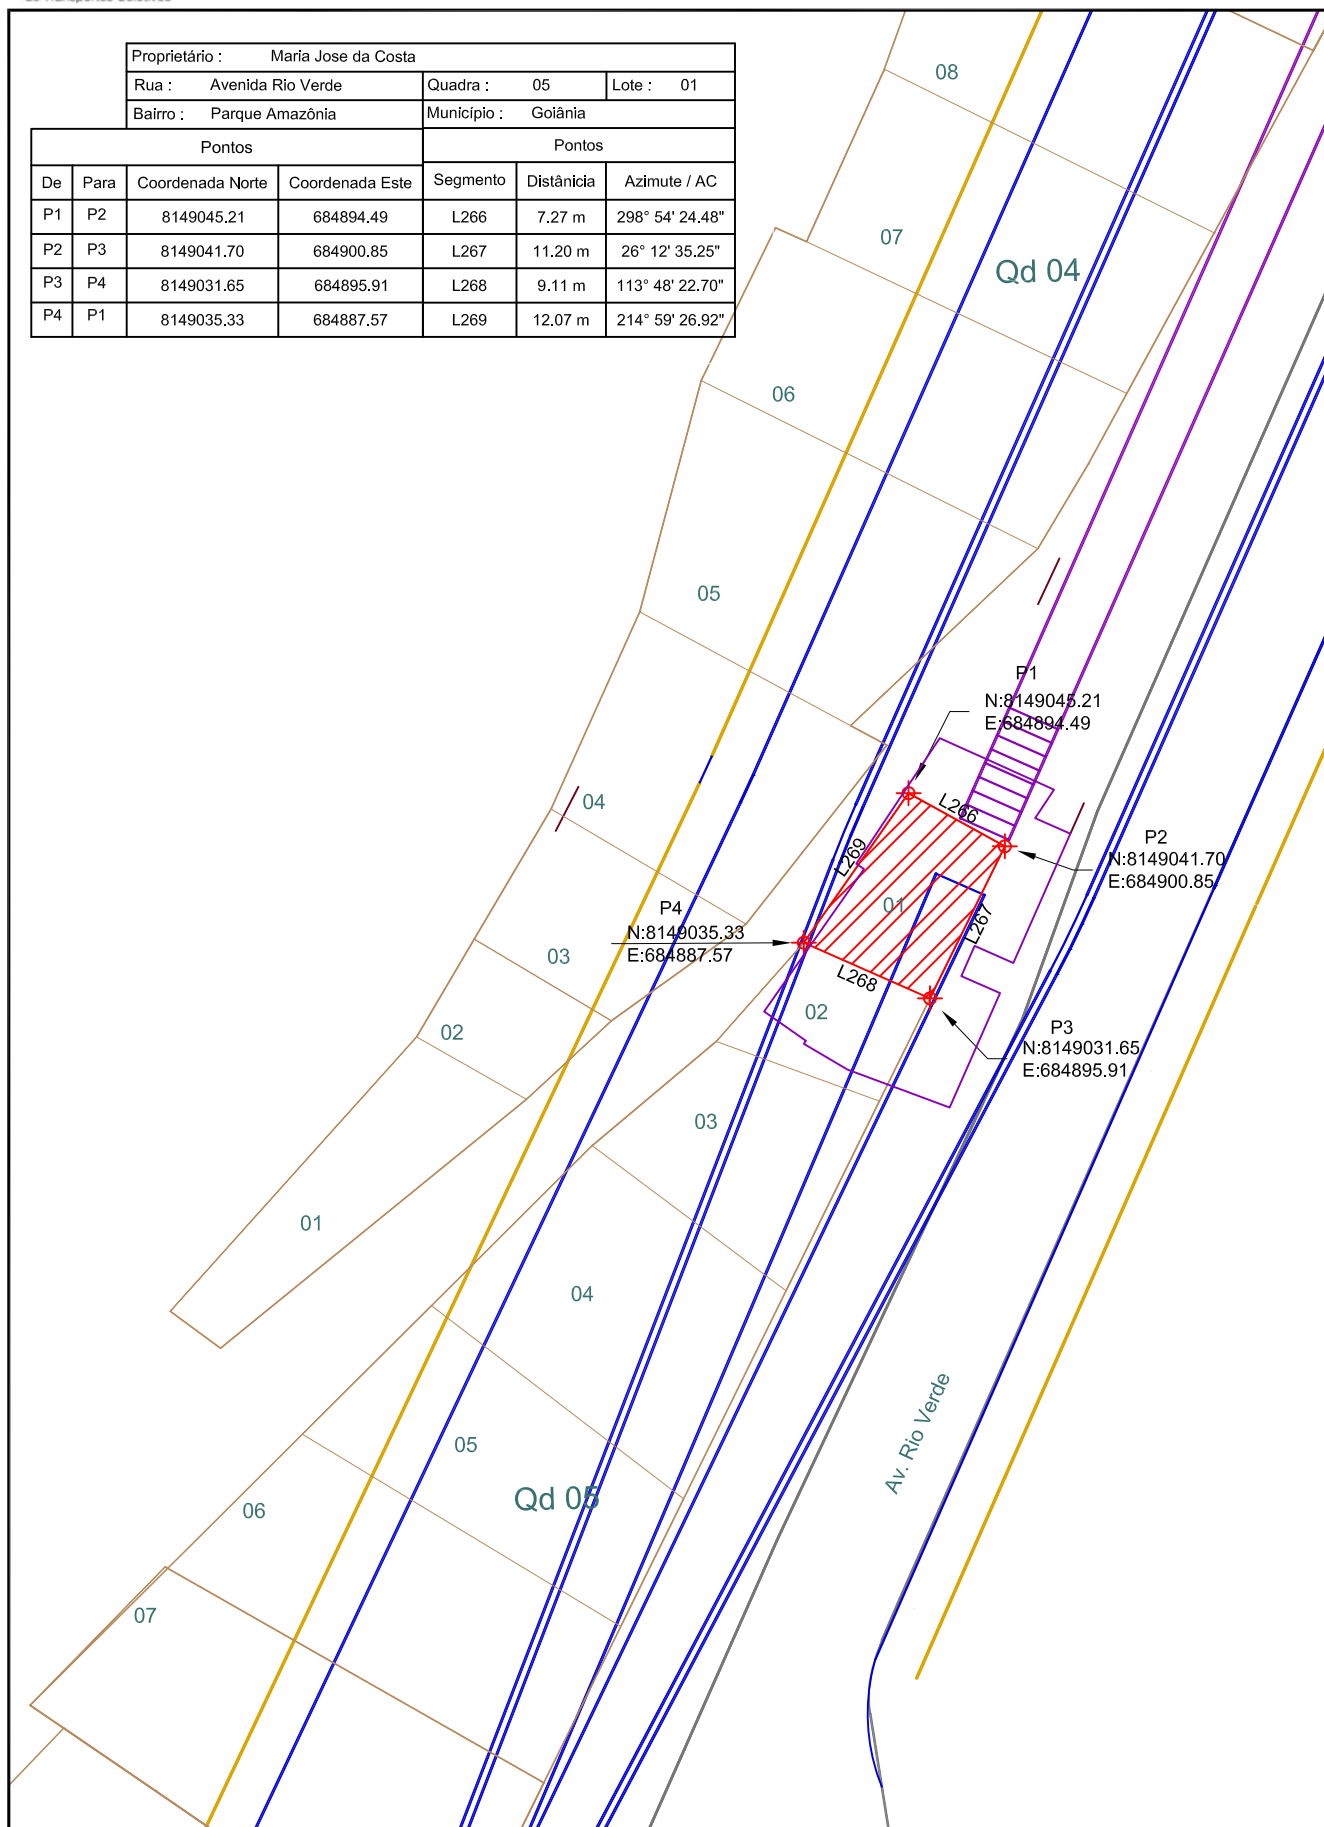 Proprietário : Maria Jose da Costa
Rua : Avenida Rio Verde Quadra : 05 Lote : 01
Bairro : Parque Amazônia Município : Goiânia
Pontos Pontos
De Para Coordenada Norte Coordenada Este Segmento Distânicia Azimute / AC
P1 P2 8149045.21 684894.49 L266 7.27 m 298° 54' 24.48"
P2 P3 8149041.70 684900.85 L267 11.20 m 26° 12' 35.25"
P3 P4 8149031.65 684895.91 L268 9.11 m 113° 48' 22.70"
P4 P1 8149035.33 684887.57 L269 12.07 m 214° 59' 26.92"
08
07
Qd 04
06
05
P1
N:8149045.21
E:684894.49
04
L266
P2
N:8149041.70
E:684900.85
L269
01
L267
P4
N:8149035.33
E:684887.57
03
L268
02
02
P3
N:8149031.65
E:684895.91
03
01
04
Av. Rio Verde
05
Qd 05
06
07